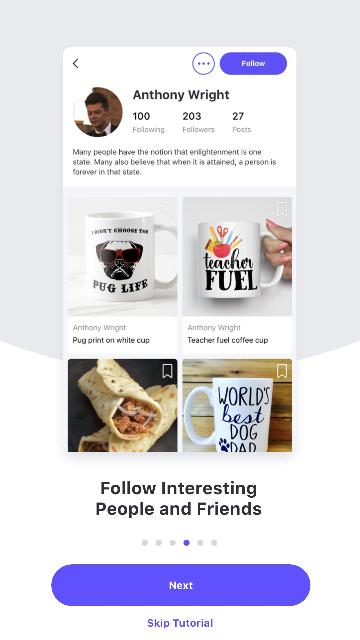 Follow
Anthony Wright
100
203
27
Following
Followers
Posts
Many people have the notion that enlightenment is one
state. Many also believe that when it is attained, a person is
forever in that state.
I DIDN'T CHOOSE THE
PUG LIFE
teacher
FUEL
Anthony Wright
Pug print on white cup
Anthony Wright
Teacher fuel coffee cup
WORLD'S
best
DOG
DAD
Follow Interesting
People and Friends
Next
Skip Tutorial